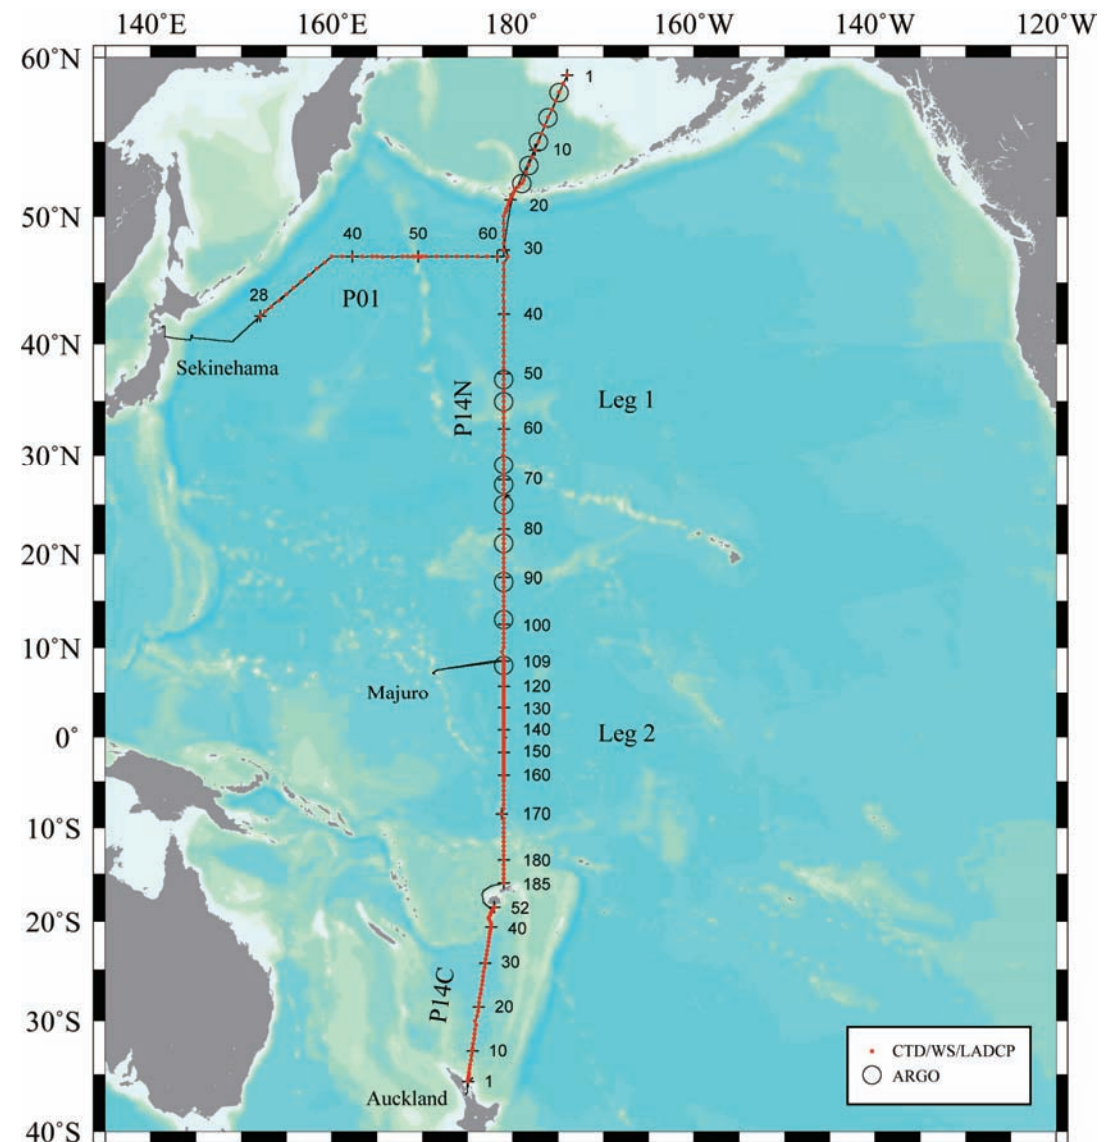 140°E 160°E 180° 160°W 140°W 120°W
60°N
1
10
50°N
20
40 50 60
30
28
P01
40
40°N
Sekinehama
50
P14N
Leg 1
60
30°N
70
80
20°N
90
100
10°N
109
Majuro
120
130
0°
140
Leg 2
150
160
10°S
170
180
185
52
20°S
40
30
P14C
20
30°S
10
CTD/WS/LADCP
ARGO
1
Auckland
40°S